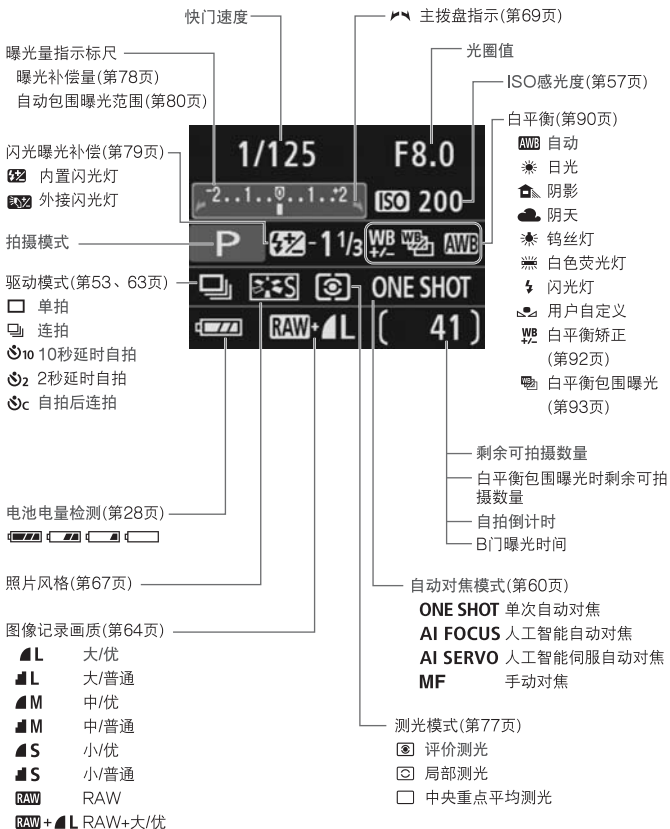 快门速度
主拨盘指示(第69页)
曝光量指示标尺
曝光补偿量(第78页)
自动包围曝光范围(第80页)
光圈值
ISO感光度(第57页)
白平衡(第90页)
AWB 自动
日光
阴影
阴天
钨丝灯
白色荧光灯
闪光灯
用户自定义
WB +/- 白平衡矫正
(第92页)
WB 白平衡包围曝光
(第93页)
闪光曝光补偿(第79页)
内置闪光灯
外接闪光灯
拍摄模式
驱动模式(第53、63页)
单拍
连拍
10 10秒延时自拍
2 2秒延时自拍
C 自拍后连拍
1/125 F8.0
-2..1..0..1..+2 ISO 200
P -1 1/3 WB +/- WB AWB
S ONE SHOT
RAW+L [ 41 ]
剩余可拍摄数量
白平衡包围曝光时剩余可拍
摄数量
自拍倒计时
B门曝光时间
电池电量检测(第28页)
照片风格(第67页)
图像记录画质(第64页)
L 大/优
L 大/普通
M 中/优
M 中/普通
S 小/优
S 小/普通
RAW RAW
RAW+L RAW+大/优
自动对焦模式(第60页)
ONE SHOT 单次自动对焦
AI FOCUS 人工智能自动对焦
AI SERVO 人工智能伺服自动对焦
MF 手动对焦
测光模式(第77页)
评价测光
局部测光
中央重点平均测光